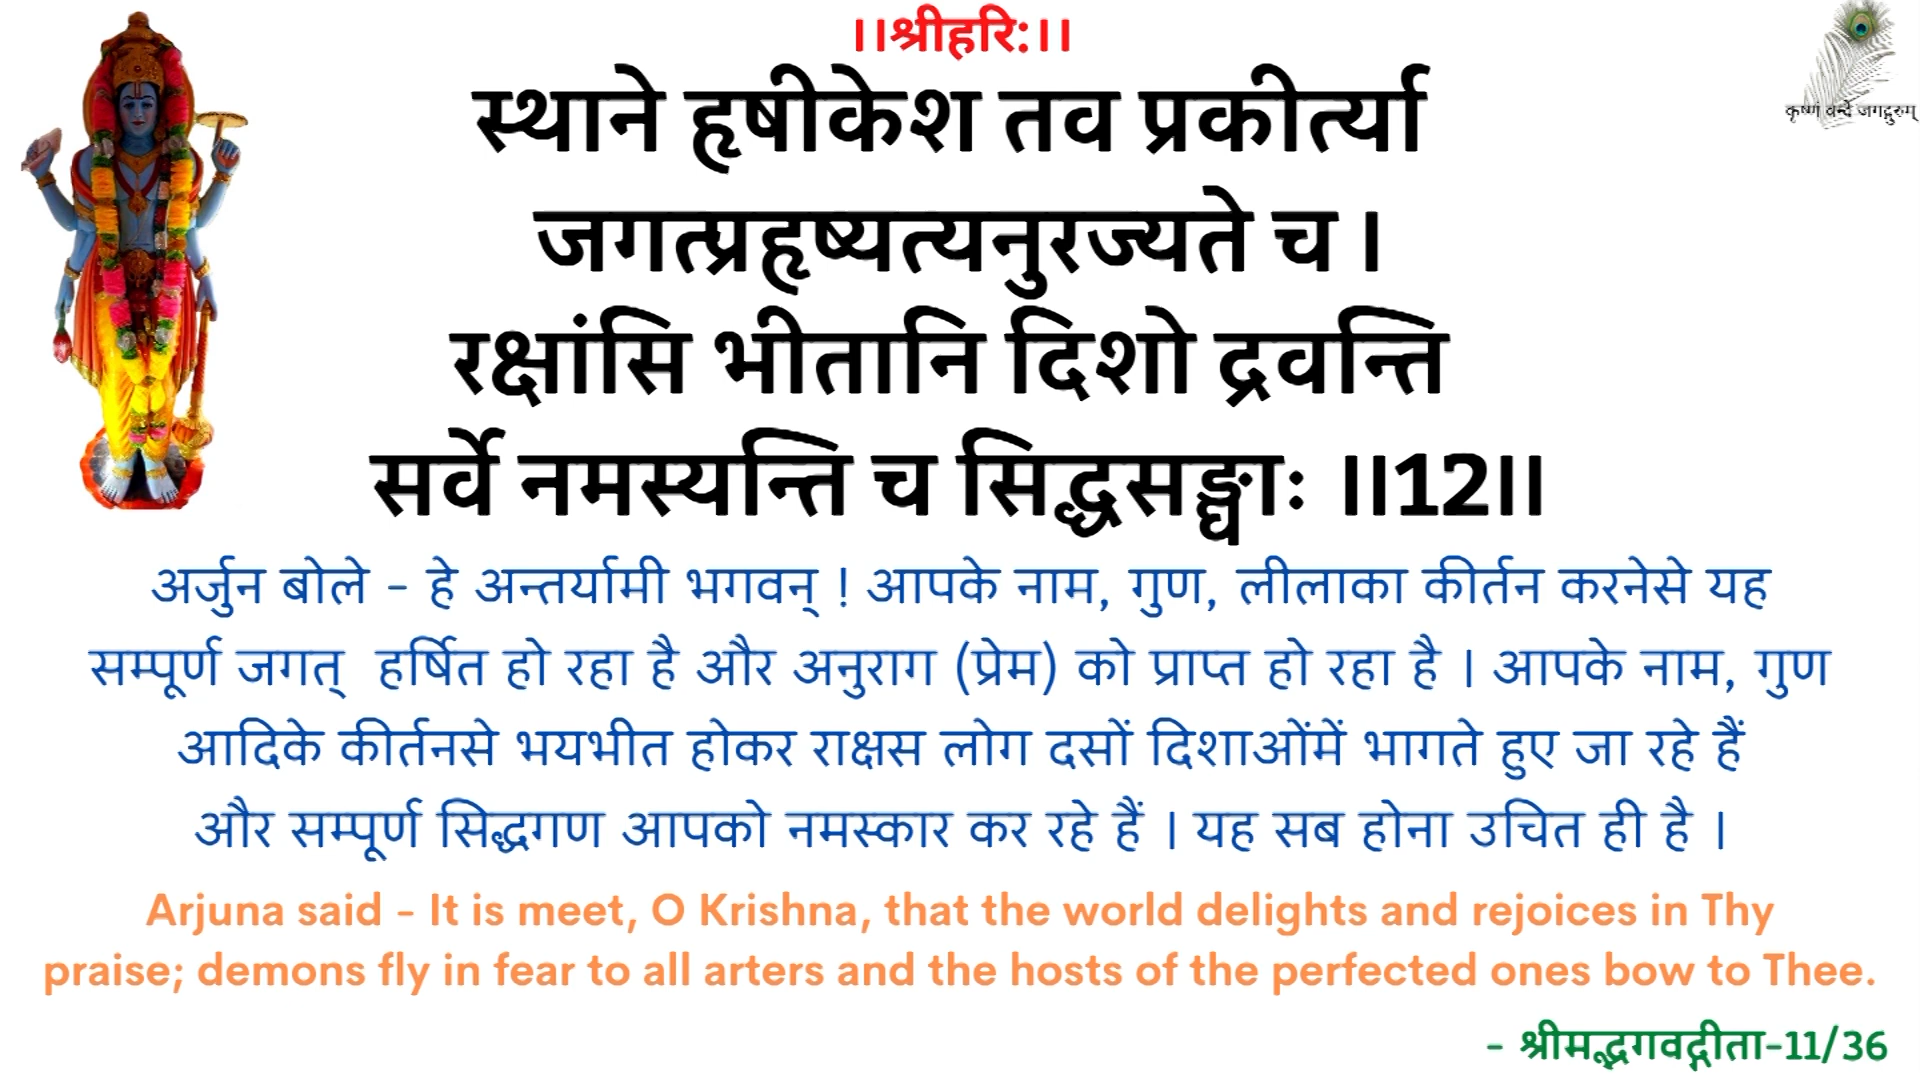 ।।श्रीहरि:।।
कृष्णं वन्दे जगद्गुरुम्
स्थाने हृषीकेश तव प्रकीर्त्या
जगत्प्रहृष्यत्यनुरज्यते च ।
रक्षांसि भीतानि दिशो द्रवन्ति
सर्वे नमस्यन्ति च सिद्धसङ्घाः ।।12।।
अर्जुन बोले - हे अन्तर्यामी भगवन् ! आपके नाम, गुण, लीलाका कीर्तन करनेसे यह
सम्पूर्ण जगत् हर्षित हो रहा है और अनुराग (प्रेम) को प्राप्त हो रहा है । आपके नाम, गुण
आदिके कीर्तनसे भयभीत होकर राक्षस लोग दसों दिशाओंमें भागते हुए जा रहे हैं
और सम्पूर्ण सिद्धगण आपको नमस्कार कर रहे हैं । यह सब होना उचित ही है ।
Arjuna said - It is meet, O Krishna, that the world delights and rejoices in Thy
praise; demons fly in fear to all arters and the hosts of the perfected ones bow to Thee.
- श्रीमद्भगवद्गीता-11/36